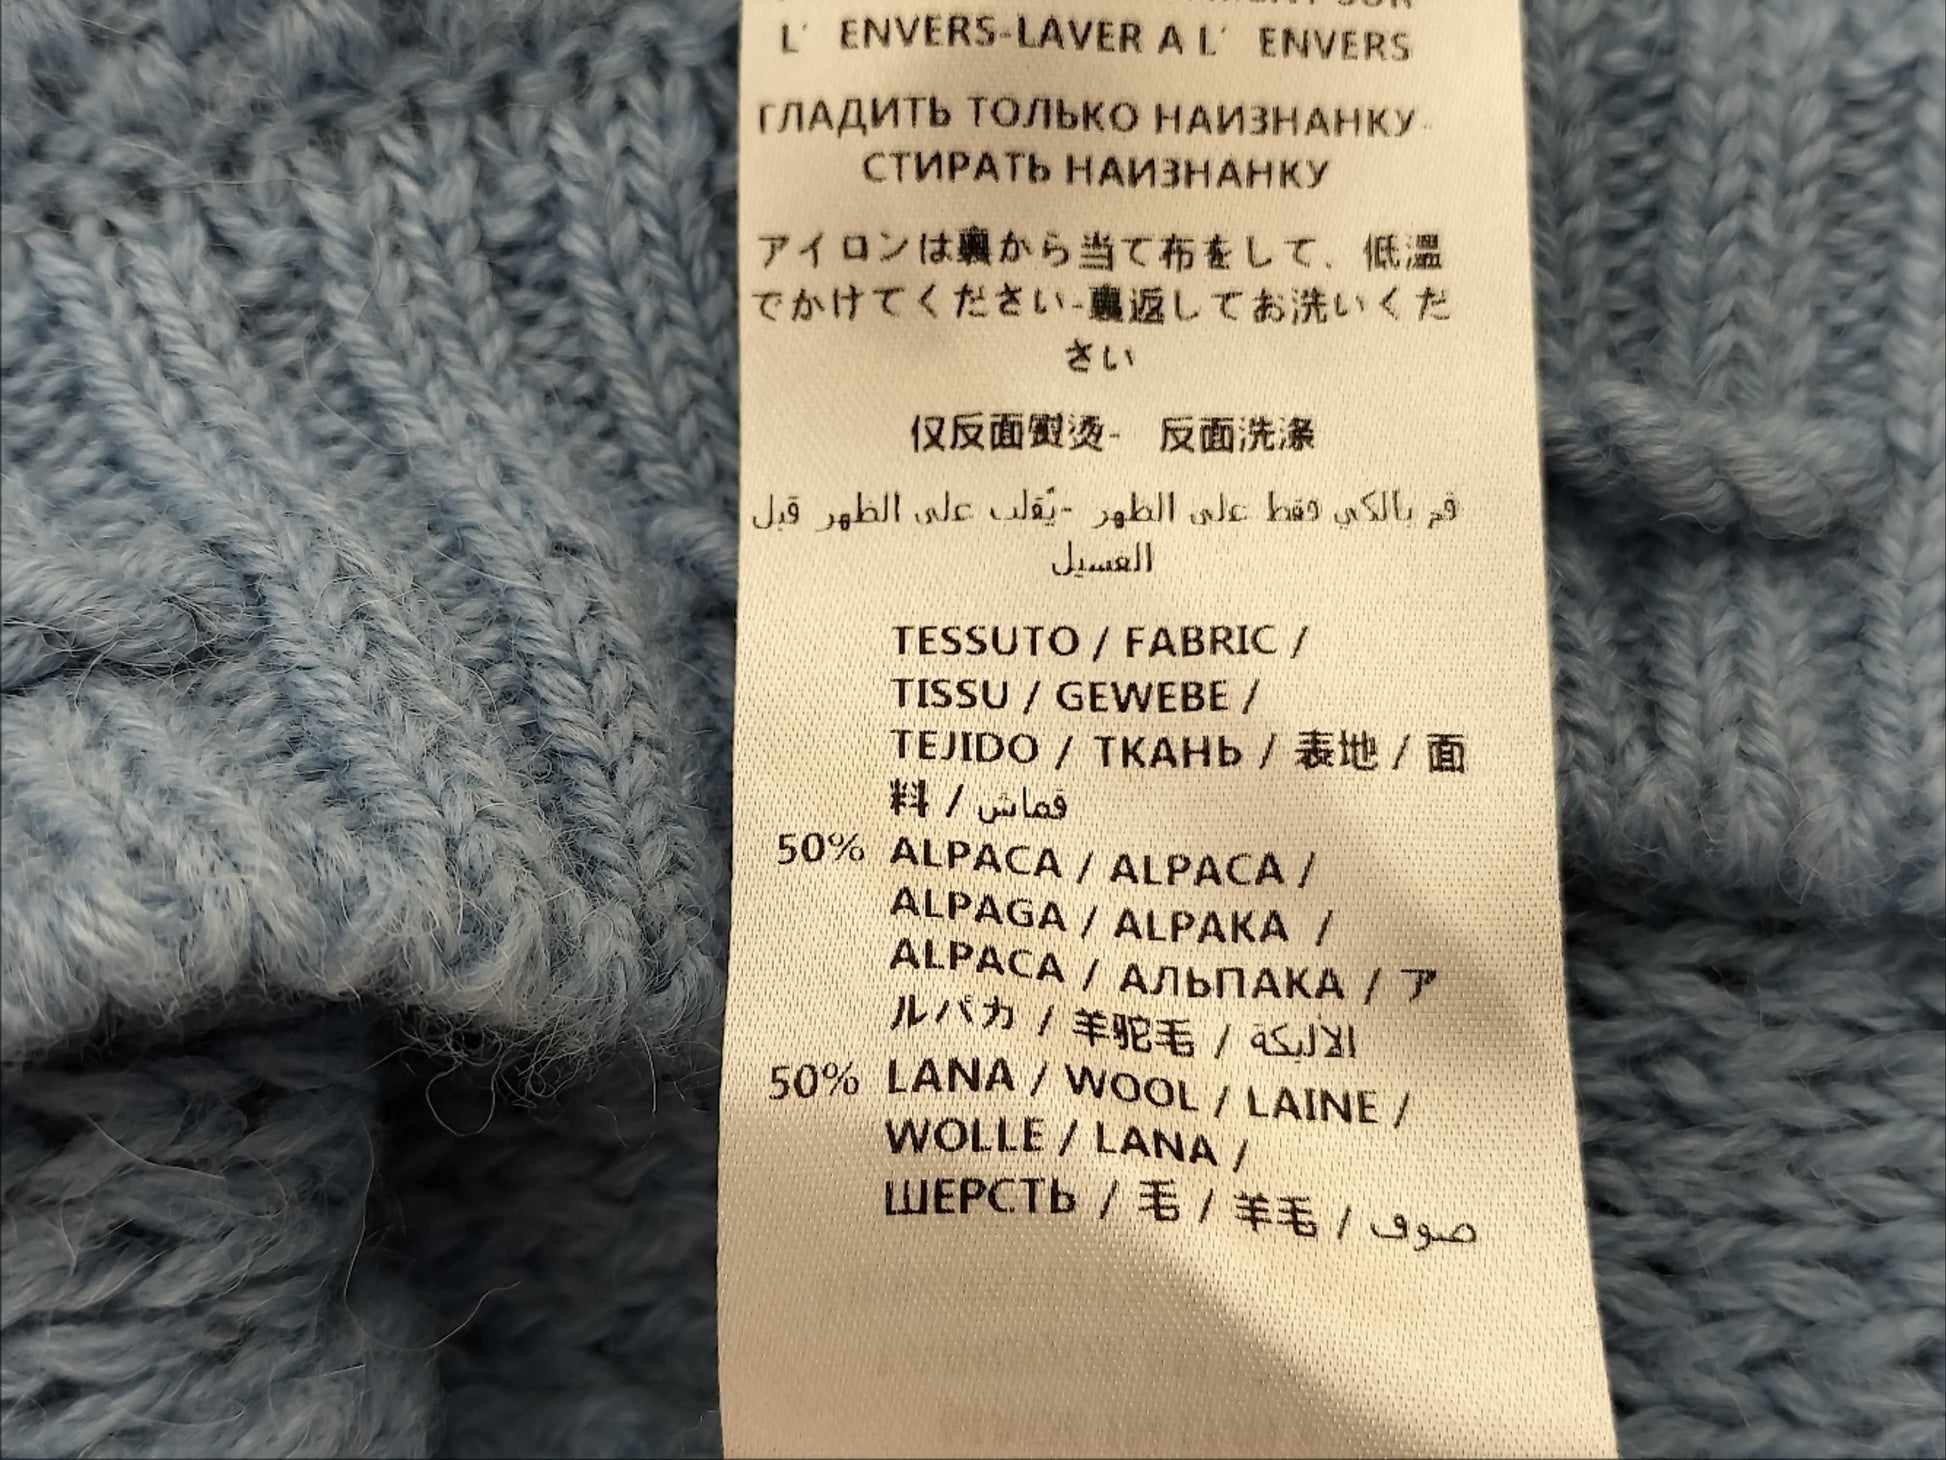 L' ENVERS-LAVER A L' ENVERS
ГЛАДИТЬ ТОЛЬКО НАИЗНАНКУ-
СТИРАТЬ НАИЗНАНКУ
アイロンは裏から当て布をして、低温
でかけてください-裏返してお洗いくだ
さい
仅反面熨烫- 反面洗涤
قم بالكي فقط على الظهر -يُقلب على الظهر قبل
الغسيل
TESSUTO / FABRIC /
TISSU / GEWEBE /
TEJIDO / ТКАНЬ / 表地 / 面
料 / قماش
50% ALPACA / ALPACA /
ALPAGA / ALPAKA /
ALPACA / АЛЬПАКА / ア
ルパカ / 羊驼毛 / الألبكة
50% LANA / WOOL / LAINE /
WOLLE / LANA /
ШЕРСТЬ / 毛 / 羊毛 / صوف